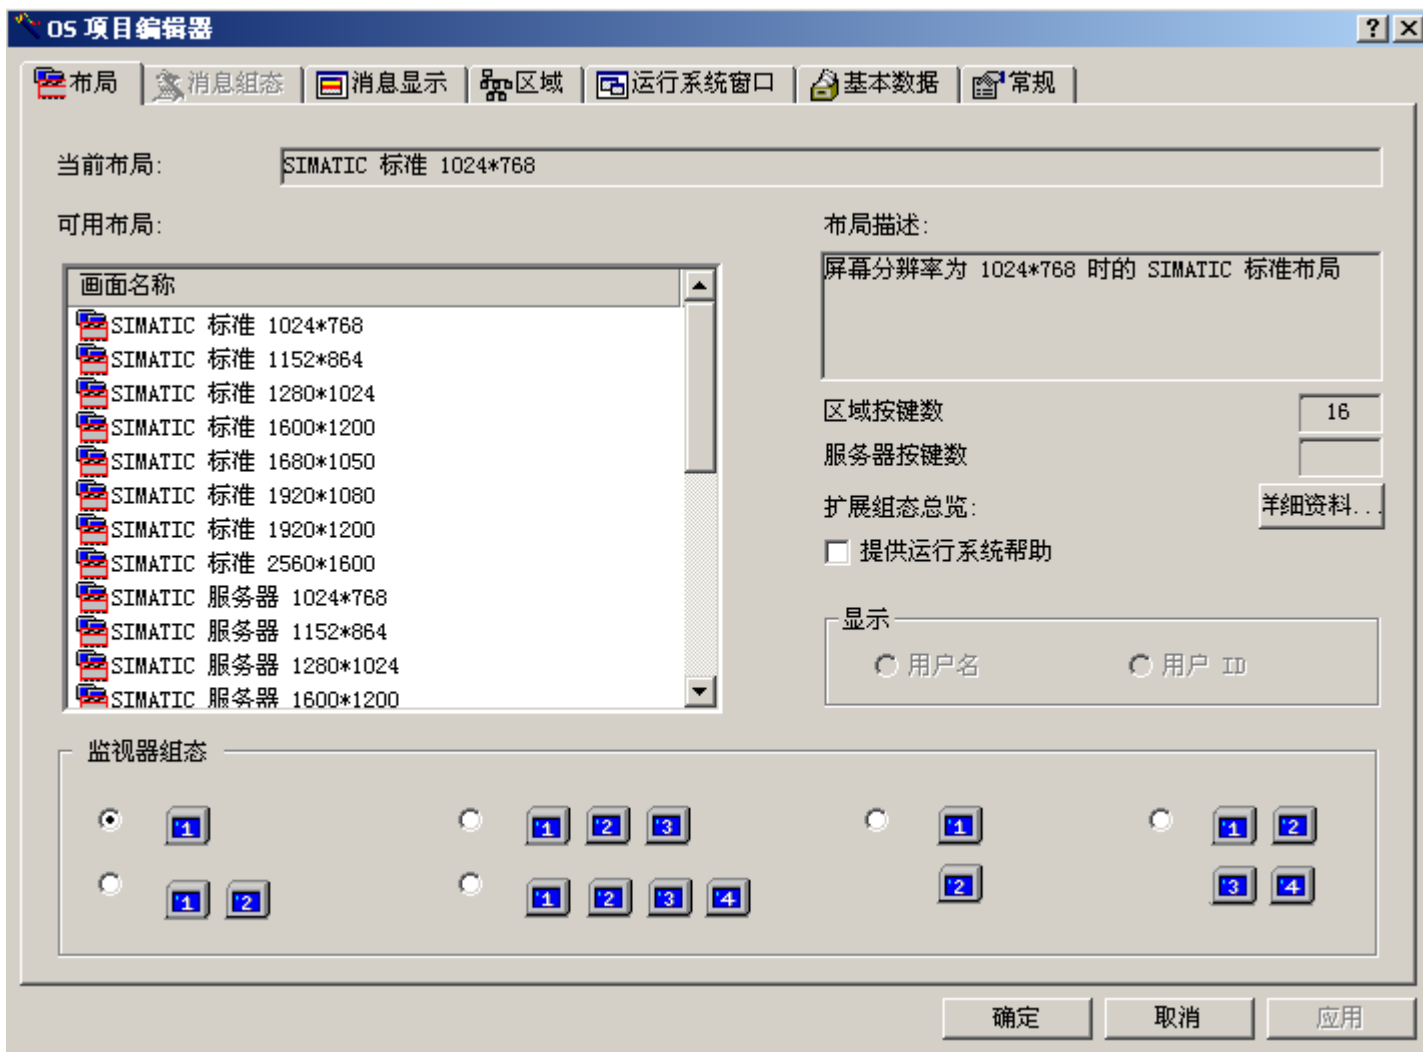 OS 项目编辑器
布局 消息组态 消息显示 区域 运行系统窗口 基本数据 常规
当前布局: SIMATIC 标准 1024*768
可用布局:
画面名称
SIMATIC 标准 1024*768
SIMATIC 标准 1152*864
SIMATIC 标准 1280*1024
SIMATIC 标准 1600*1200
SIMATIC 标准 1680*1050
SIMATIC 标准 1920*1080
SIMATIC 标准 1920*1200
SIMATIC 标准 2560*1600
SIMATIC 服务器 1024*768
SIMATIC 服务器 1152*864
SIMATIC 服务器 1280*1024
SIMATIC 服务器 1600*1200
布局描述:
屏幕分辨率为 1024*768 时的 SIMATIC 标准布局
区域按键数 16
服务器按键数
扩展组态总览: 详细资料...
提供运行系统帮助
显示
用户名 用户 ID
监视器组态
1 1 2 3 1 1 2
1 2 1 2 3 4 2 3 4
确定 取消 应用